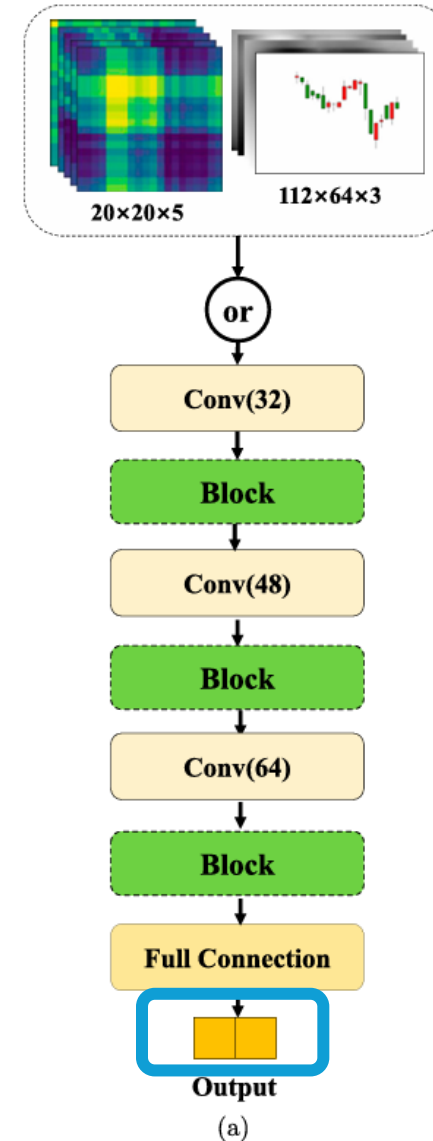 20×20×5
112×64×3
or
Conv(32)
Block
Conv(48)
Block
Conv(64)
Block
Full Connection
Output
(a)